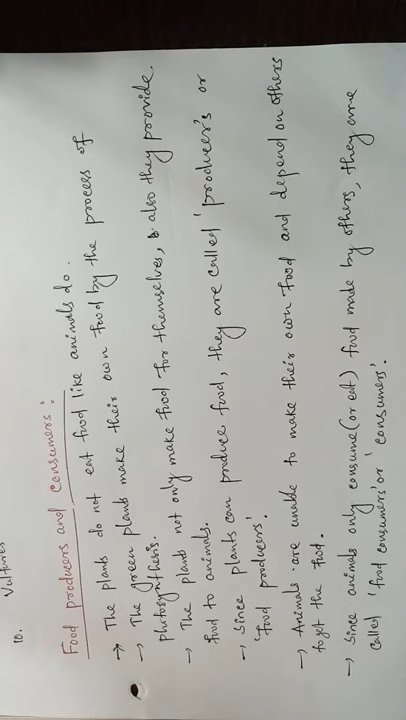 10. Vultures
Food producers and consumers:
→ The plants do not eat food like animals do.
→ The green plants make their own food by the process of
photosynthesis.
→ The plants not only make food for themselves, & also they provide
food to animals.
→ Since plants can produce food, they are called 'producer's or
'Food producers'.
→ Animals are unable to make their own food and depend on others
to get the food.
→ Since animals only consume (or eat) food made by others, they are
called 'food consumers' or 'consumers'.